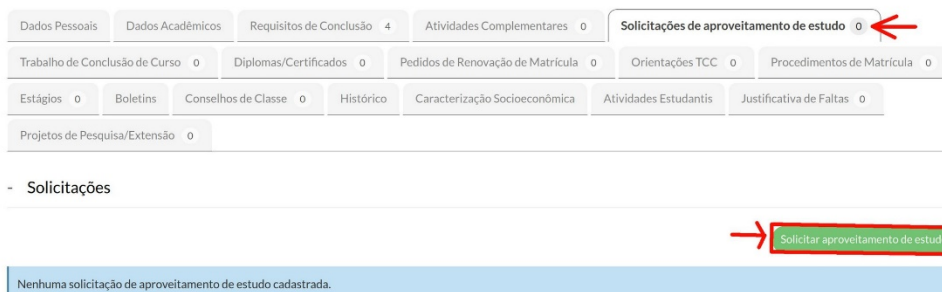 Dados Pessoais Dados Acadêmicos Requisitos de Conclusão 4 Atividades Complementares 0 Solicitações de aproveitamento de estudo 0
Trabalho de Conclusão de Curso 0 Diplomas/Certificados 0 Pedidos de Renovação de Matrícula 0 Orientações TCC 0 Procedimentos de Matrícula 0
Estágios 0 Boletins Conselhos de Classe 0 Histórico Caracterização Socioeconômica Atividades Estudantis Justificativa de Faltas 0
Projetos de Pesquisa/Extensão 0
- Solicitações
Solicitar aproveitamento de estud
Nenhuma solicitação de aproveitamento de estudo cadastrada.